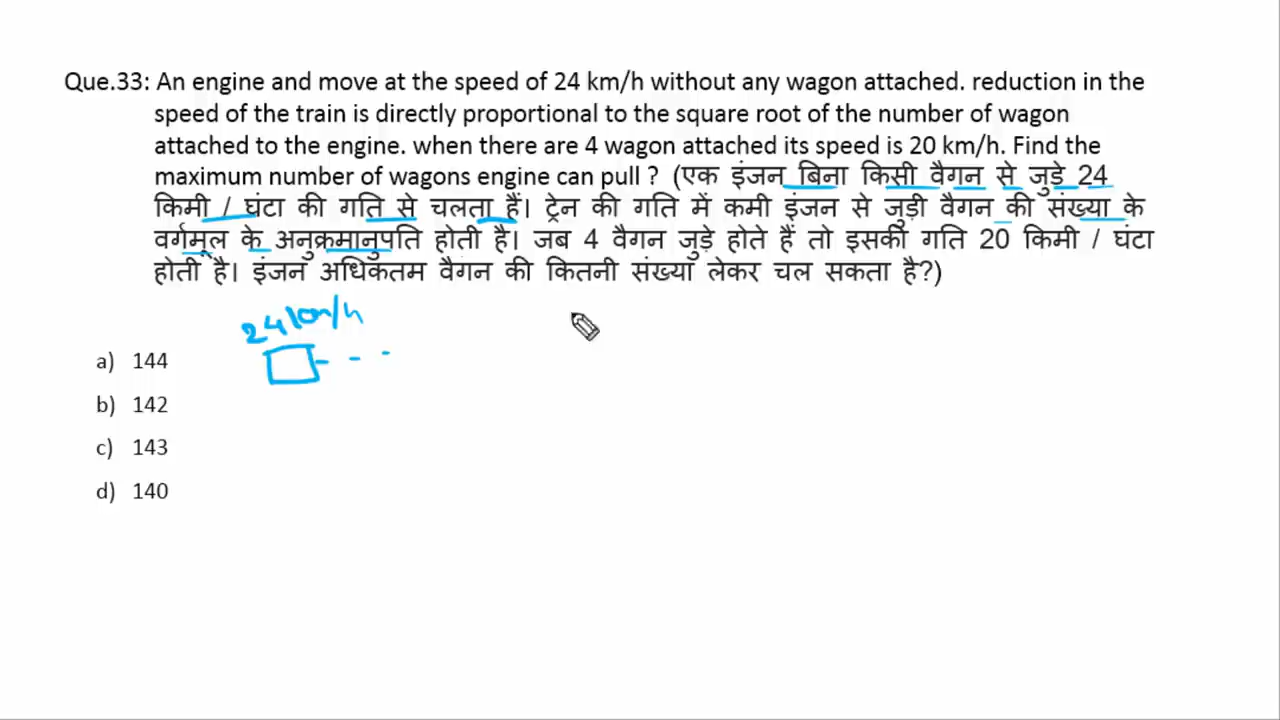 Que.33: An engine and move at the speed of 24 km/h without any wagon attached. reduction in the
speed of the train is directly proportional to the square root of the number of wagon
attached to the engine. when there are 4 wagon attached its speed is 20 km/h. Find the
maximum number of wagons engine can pull ? (एक इंजन बिना किसी वैगन से जुड़े 24
किमी / घंटा की गति से चलता हैं। ट्रेन की गति में कमी इंजन से जुड़ी वैगन की संख्या के
वर्गमूल के अनुक्रमानुपति होती है। जब 4 वैगन जुड़े होते हैं तो इसकी गति 20 किमी / घंटा
होती है। इंजन अधिकतम वैगन की कितनी संख्या लेकर चल सकता है?)
24km/h
a) 144
b) 142
c) 143
d) 140